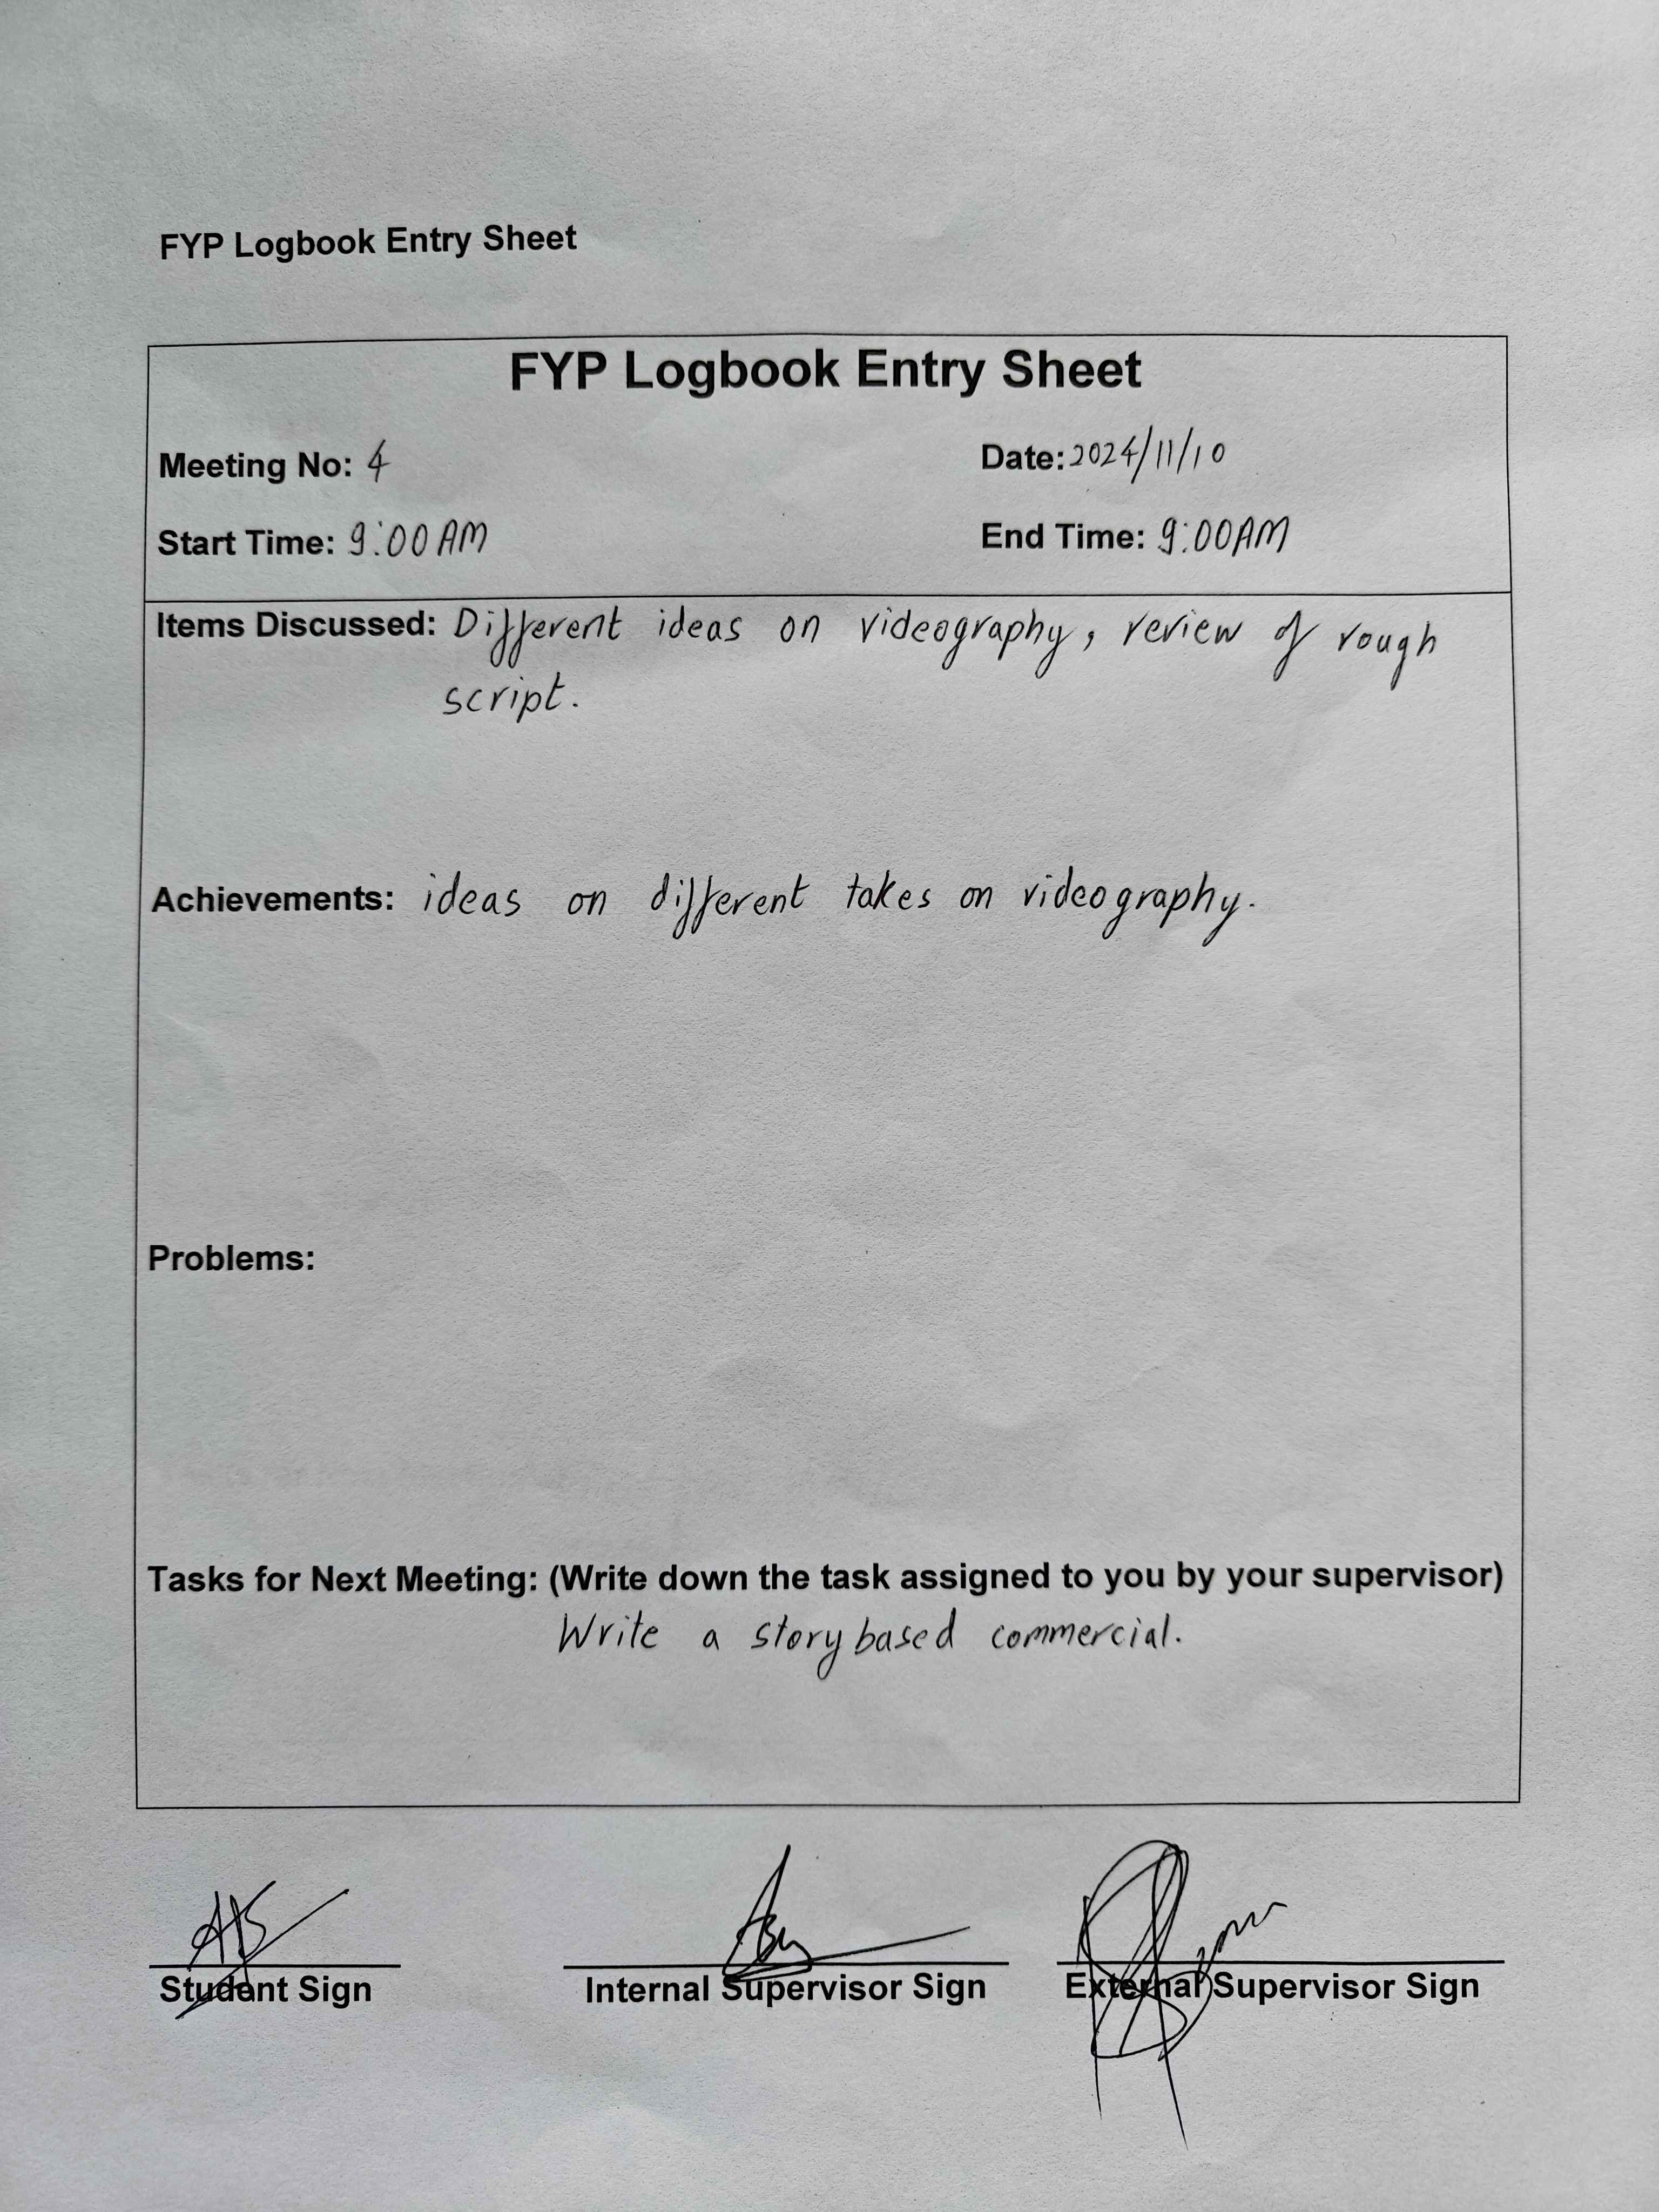 FYP Logbook Entry Sheet
FYP Logbook Entry Sheet
Meeting No: 4 Date: 2024/11/10
Start Time: 9:00 AM End Time: 9:00AM
Items Discussed: Different ideas on videography, review of rough
script.
Achievements: ideas on different takes on videography.
Problems:
Tasks for Next Meeting: (Write down the task assigned to you by your supervisor)
Write a story based commercial.
Student Sign Internal Supervisor Sign External Supervisor Sign